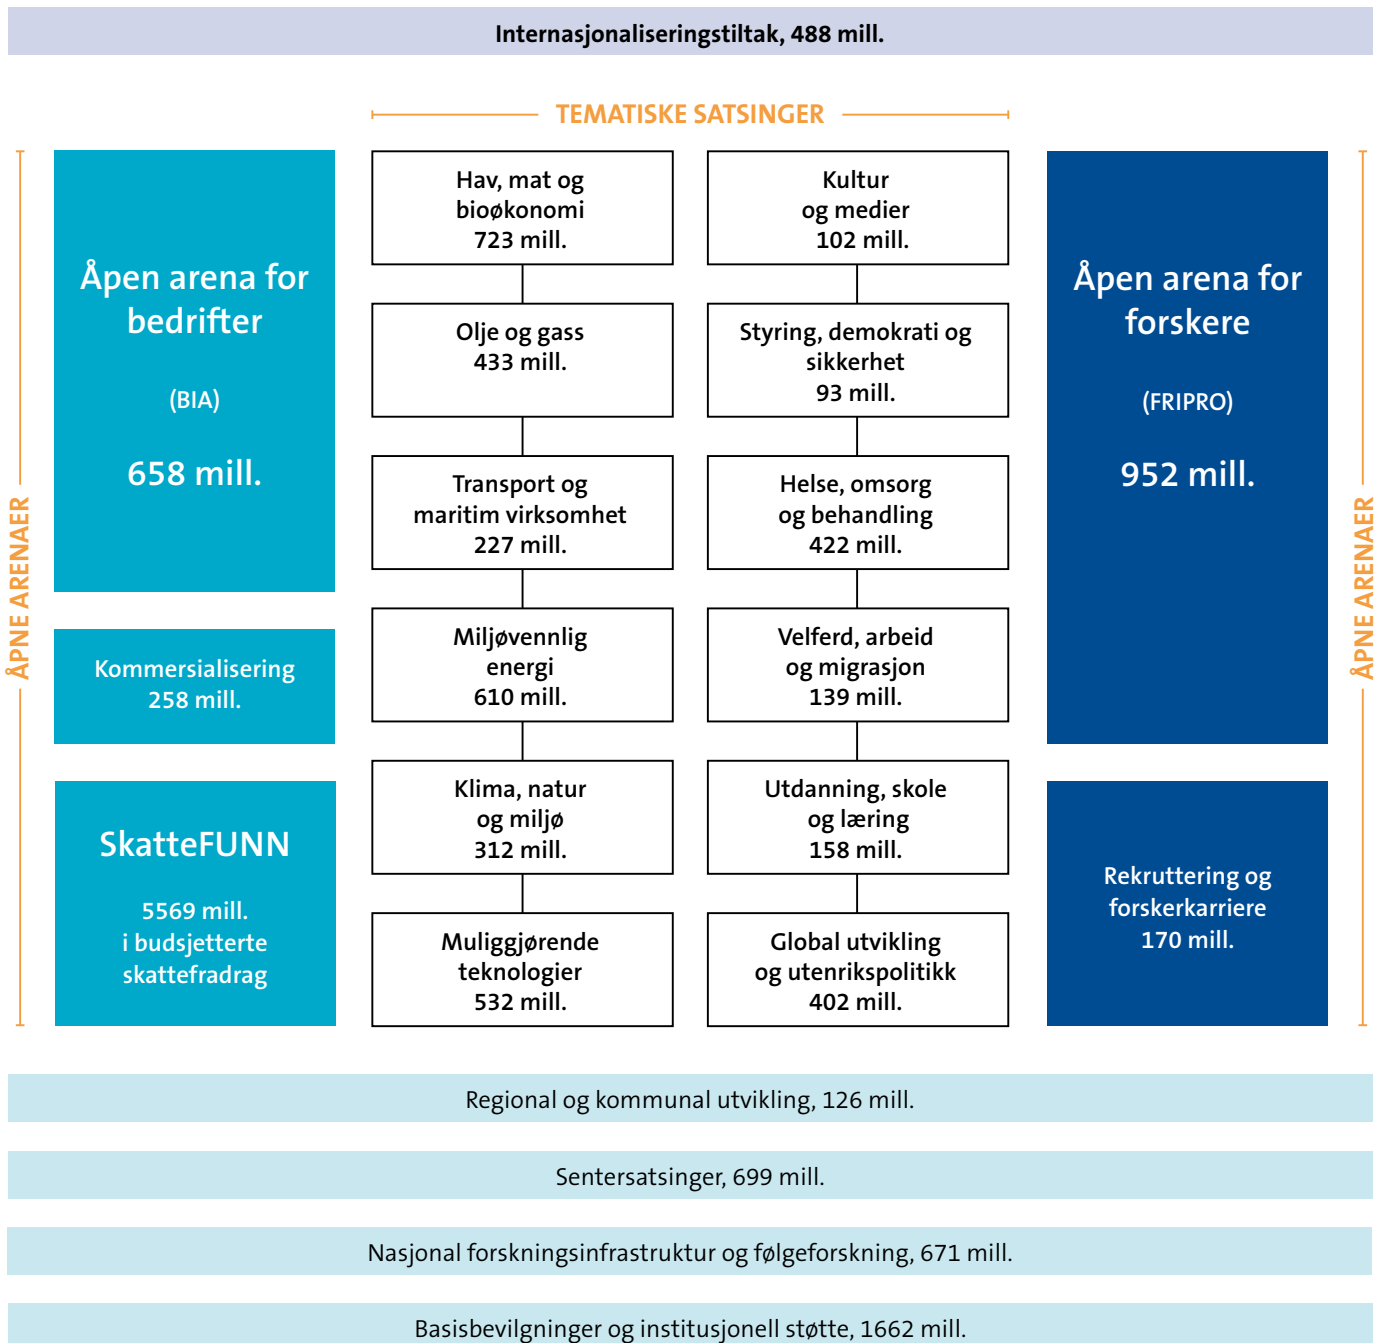 Internasjonaliseringstiltak, 488 mill.
TEMATISKE SATSINGER
ÅPNE ARENAER
Åpen arena for
bedrifter
(BIA)
658 mill.
Kommersialisering
258 mill.
SkatteFUNN
5569 mill.
i budsjetterte
skattefradrag
Hav, mat og
bioøkonomi
723 mill.
Olje og gass
433 mill.
Transport og
maritim virksomhet
227 mill.
Miljøvennlig
energi
610 mill.
Klima, natur
og miljø
312 mill.
Muliggjørende
teknologier
532 mill.
Kultur
og medier
102 mill.
Styring, demokrati og
sikkerhet
93 mill.
Helse, omsorg
og behandling
422 mill.
Velferd, arbeid
og migrasjon
139 mill.
Utdanning, skole
og læring
158 mill.
Global utvikling
og utenrikspolitikk
402 mill.
Åpen arena for
forskere
(FRIPRO)
952 mill.
Rekruttering og
forskerkarriere
170 mill.
ÅPNE ARENAER
Regional og kommunal utvikling, 126 mill.
Sentersatsinger, 699 mill.
Nasjonal forskningsinfrastruktur og følgeforskning, 671 mill.
Basisbevilgninger og institusjonell støtte, 1662 mill.